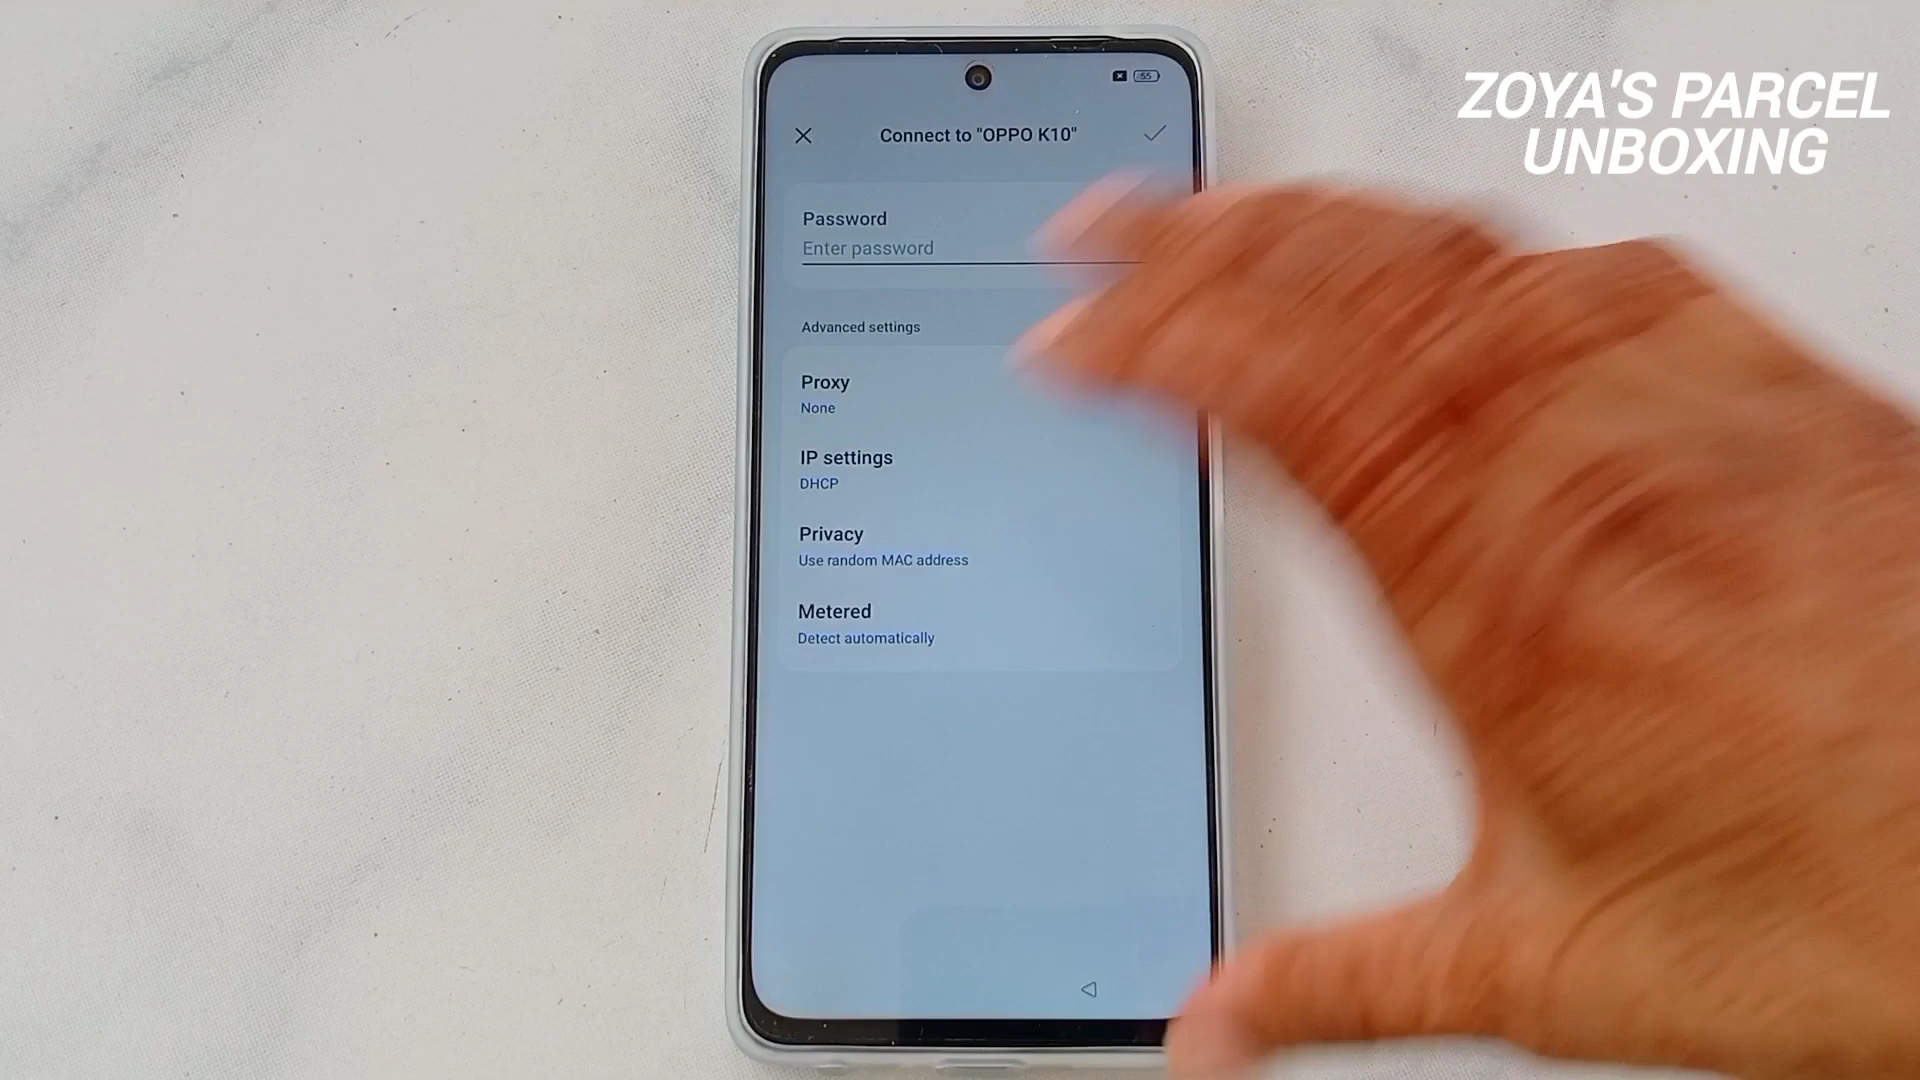 ZOYA'S PARCEL
UNBOXING
55
Connect to "OPPO K10"
Password
Enter password
Advanced settings
Proxy
None
IP settings
DHCP
Privacy
Use random MAC address
Metered
Detect automatically